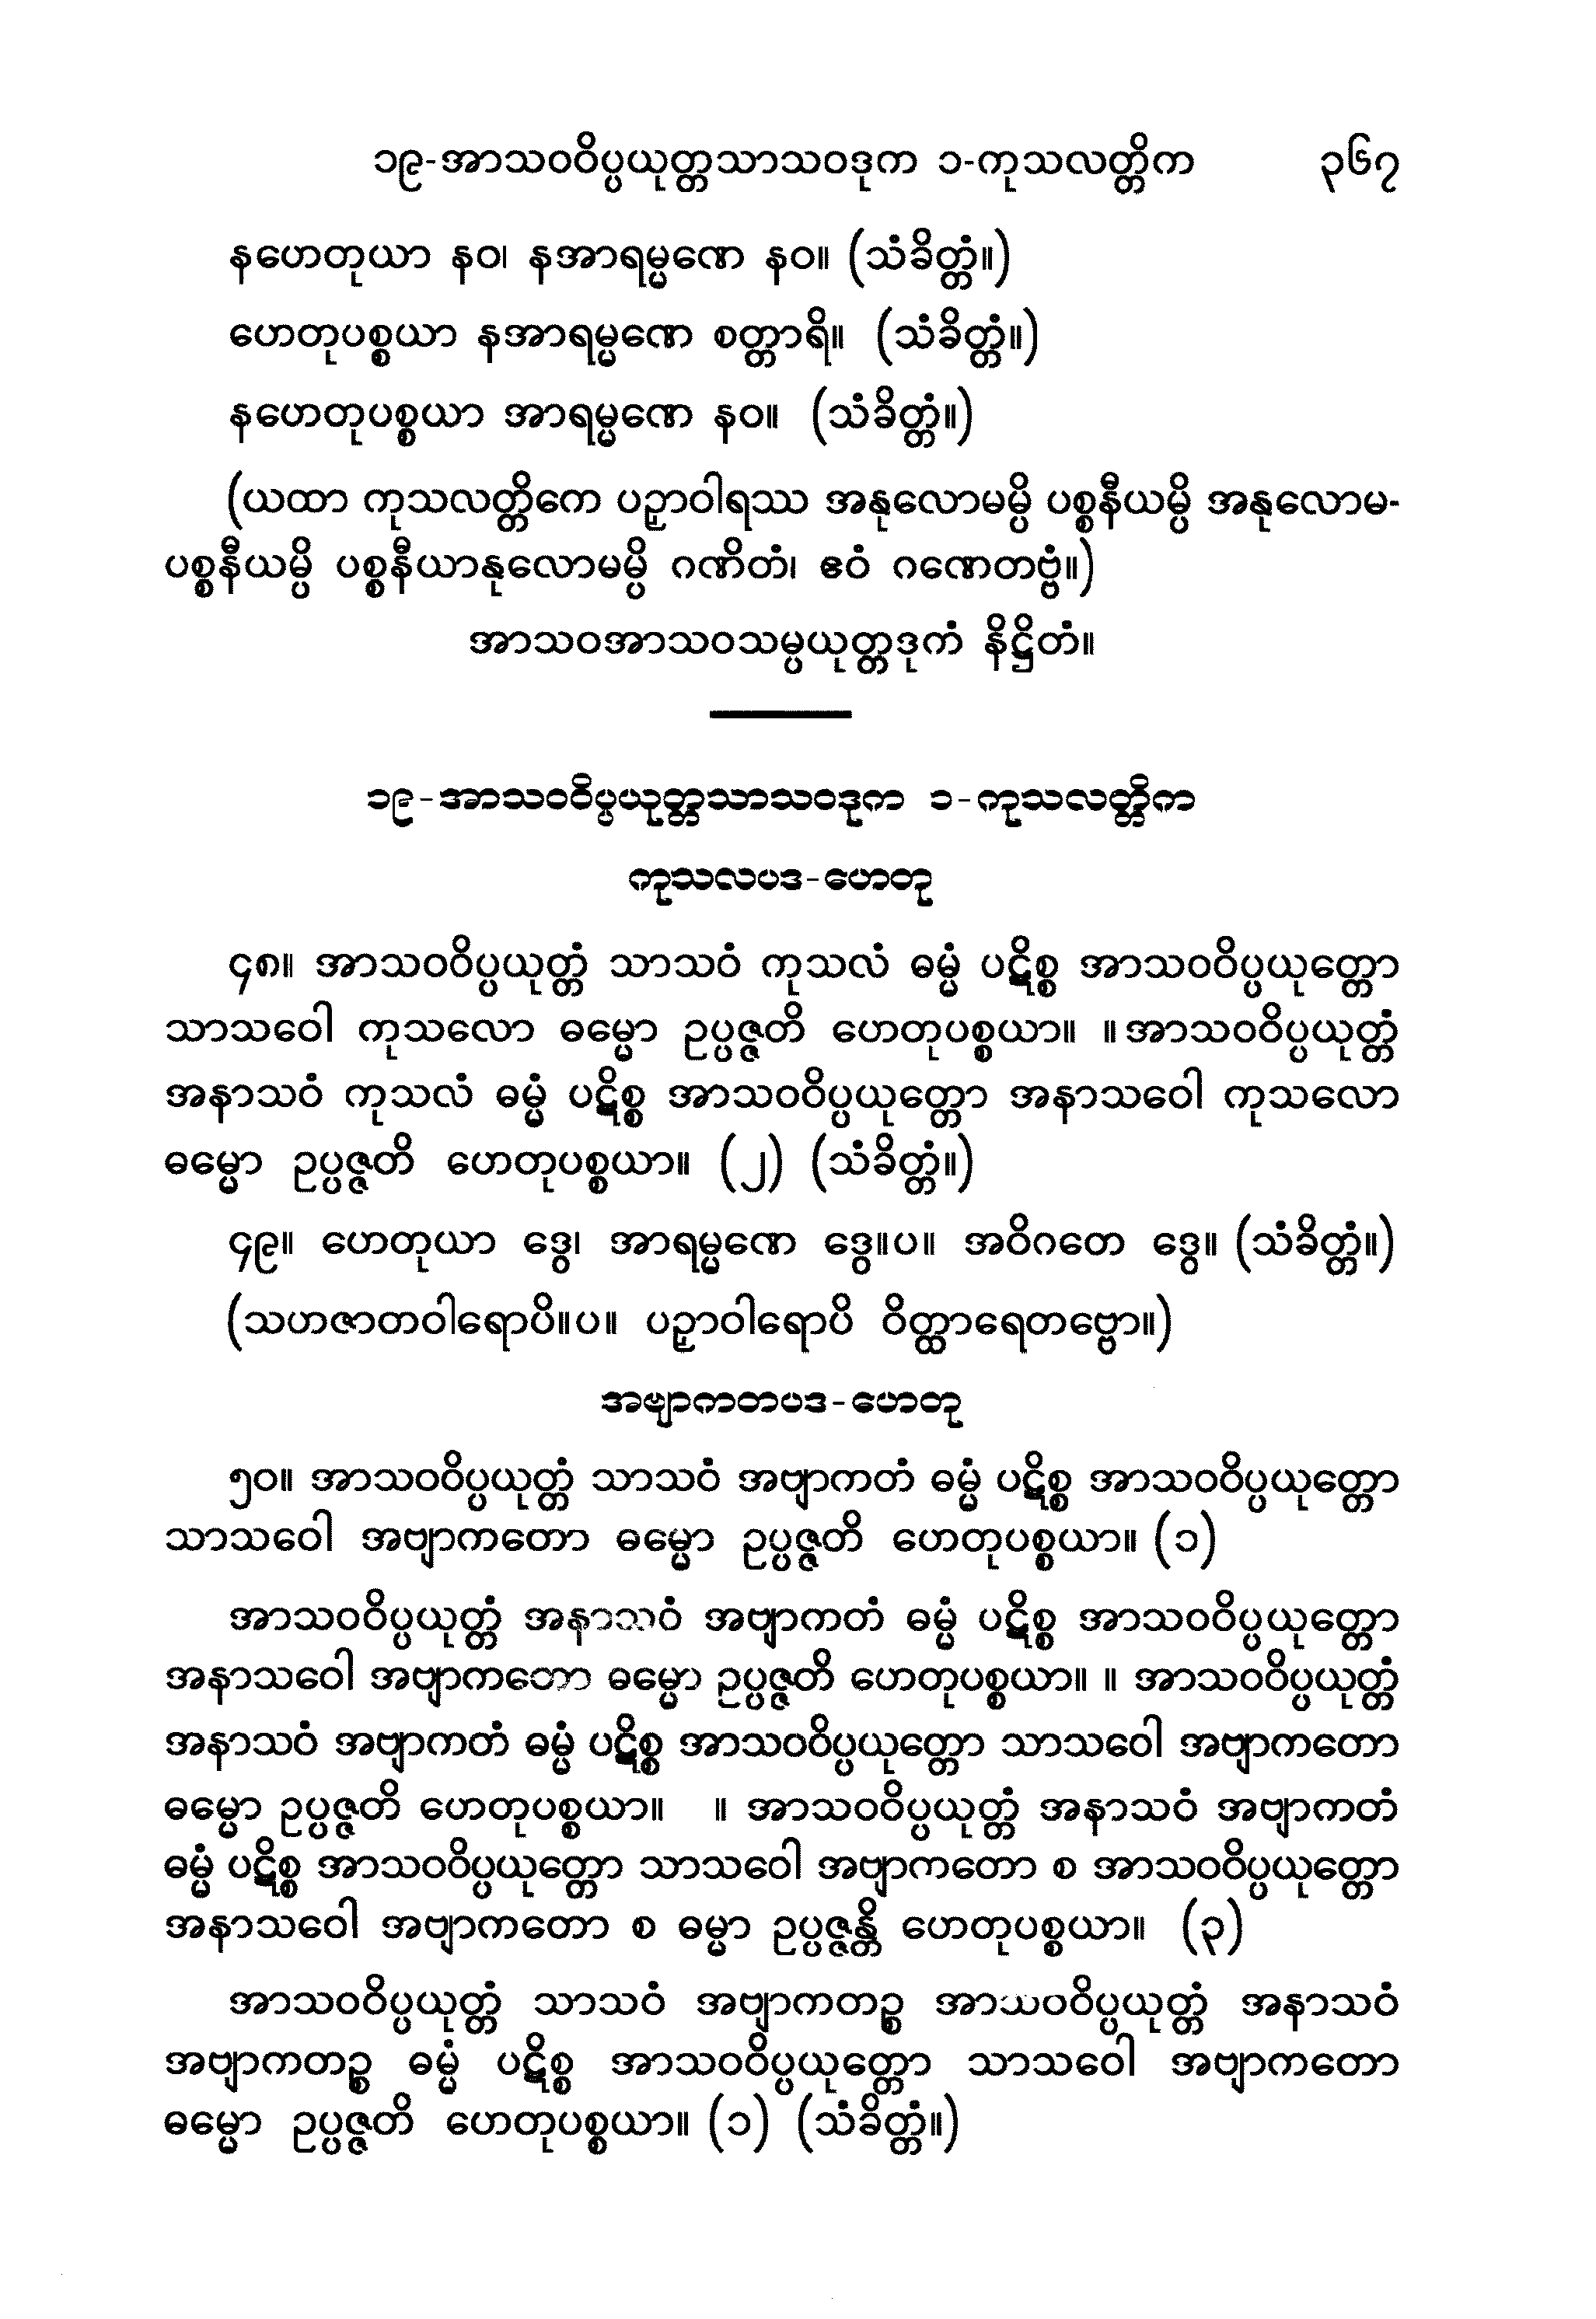 ၁၉-အာသဝဝိပ္ပယုတ္တသာသဝဒုက ၁-ကုသလတ္တိက ၃၆၇
နဟေတုယာ နဝ၊ နအာရမ္မဏေ နဝ။ (သံခိတ္တံ။)
ဟေတုပစ္စယာ နအာရမ္မဏေ စတ္တာရိ။ (သံခိတ္တံ။)
နဟေတုပစ္စယာ အာရမ္မဏေ နဝ။ (သံခိတ္တံ။)
(ယထာ ကုသလတ္တိကေ ပဉှာဝါရဿ အနုလောမမ္ပိ ပစ္စနီယမ္ပိ အနုလောမ-
ပစ္စနီယမ္ပိ ပစ္စနီယာနုလောမမ္ပိ ဂဏိတံ၊ ဧဝံ ဂဏေတဗ္ဗံ။)
အာသဝအာသဝသမ္ပယုတ္တဒုကံ နိဋ္ဌိတံ။
၁၉-အာသဝဝိပ္ပယုတ္တသာသဝဒုက ၁-ကုသလတ္တိက
ကုသလပဒ-ဟေတု
၄၈။ အာသဝဝိပ္ပယုတ္တံ သာသဝံ ကုသလံ ဓမ္မံ ပဋိစ္စ အာသဝဝိပ္ပယုတ္တော
သာသဝေါ ကုသလော ဓမ္မော ဥပ္ပဇ္ဇတိ ဟေတုပစ္စယာ။ ။အာသဝဝိပ္ပယုတ္တံ
အနာသဝံ ကုသလံ ဓမ္မံ ပဋိစ္စ အာသဝဝိပ္ပယုတ္တော အနာသဝေါ ကုသလော
ဓမ္မော ဥပ္ပဇ္ဇတိ ဟေတုပစ္စယာ။ (၂) (သံခိတ္တံ။)
၄၉။ ဟေတုယာ ဒွေ၊ အာရမ္မဏေ ဒွေ။ပ။ အဝိဂတေ ဒွေ။ (သံခိတ္တံ။)
(သဟဇာတဝါရောပိ။ပ။ ပဉှာဝါရောပိ ဝိတ္ထာရေတဗ္ဗော။)
အဗျာကတပဒ-ဟေတု
၅၀။ အာသဝဝိပ္ပယုတ္တံ သာသဝံ အဗျာကတံ ဓမ္မံ ပဋိစ္စ အာသဝဝိပ္ပယုတ္တော
သာသဝေါ အဗျာကတော ဓမ္မော ဥပ္ပဇ္ဇတိ ဟေတုပစ္စယာ။ (၁)
အာသဝဝိပ္ပယုတ္တံ အနာသဝံ အဗျာကတံ ဓမ္မံ ပဋိစ္စ အာသဝဝိပ္ပယုတ္တော
အနာသဝေါ အဗျာကတော ဓမ္မော ဥပ္ပဇ္ဇတိ ဟေတုပစ္စယာ။ ။ အာသဝဝိပ္ပယုတ္တံ
အနာသဝံ အဗျာကတံ ဓမ္မံ ပဋိစ္စ အာသဝဝိပ္ပယုတ္တော သာသဝေါ အဗျာကတော
ဓမ္မော ဥပ္ပဇ္ဇတိ ဟေတုပစ္စယာ။ ။ အာသဝဝိပ္ပယုတ္တံ အနာသဝံ အဗျာကတံ
ဓမ္မံ ပဋိစ္စ အာသဝဝိပ္ပယုတ္တော သာသဝေါ အဗျာကတော စ အာသဝဝိပ္ပယုတ္တော
အနာသဝေါ အဗျာကတော စ ဓမ္မာ ဥပ္ပဇ္ဇန္တိ ဟေတုပစ္စယာ။ (၃)
အာသဝဝိပ္ပယုတ္တံ သာသဝံ အဗျာကတဉ္စ အာသဝဝိပ္ပယုတ္တံ အနာသဝံ
အဗျာကတဉ္စ ဓမ္မံ ပဋိစ္စ အာသဝဝိပ္ပယုတ္တော သာသဝေါ အဗျာကတော
ဓမ္မော ဥပ္ပဇ္ဇတိ ဟေတုပစ္စယာ။ (၁) (သံခိတ္တံ။)